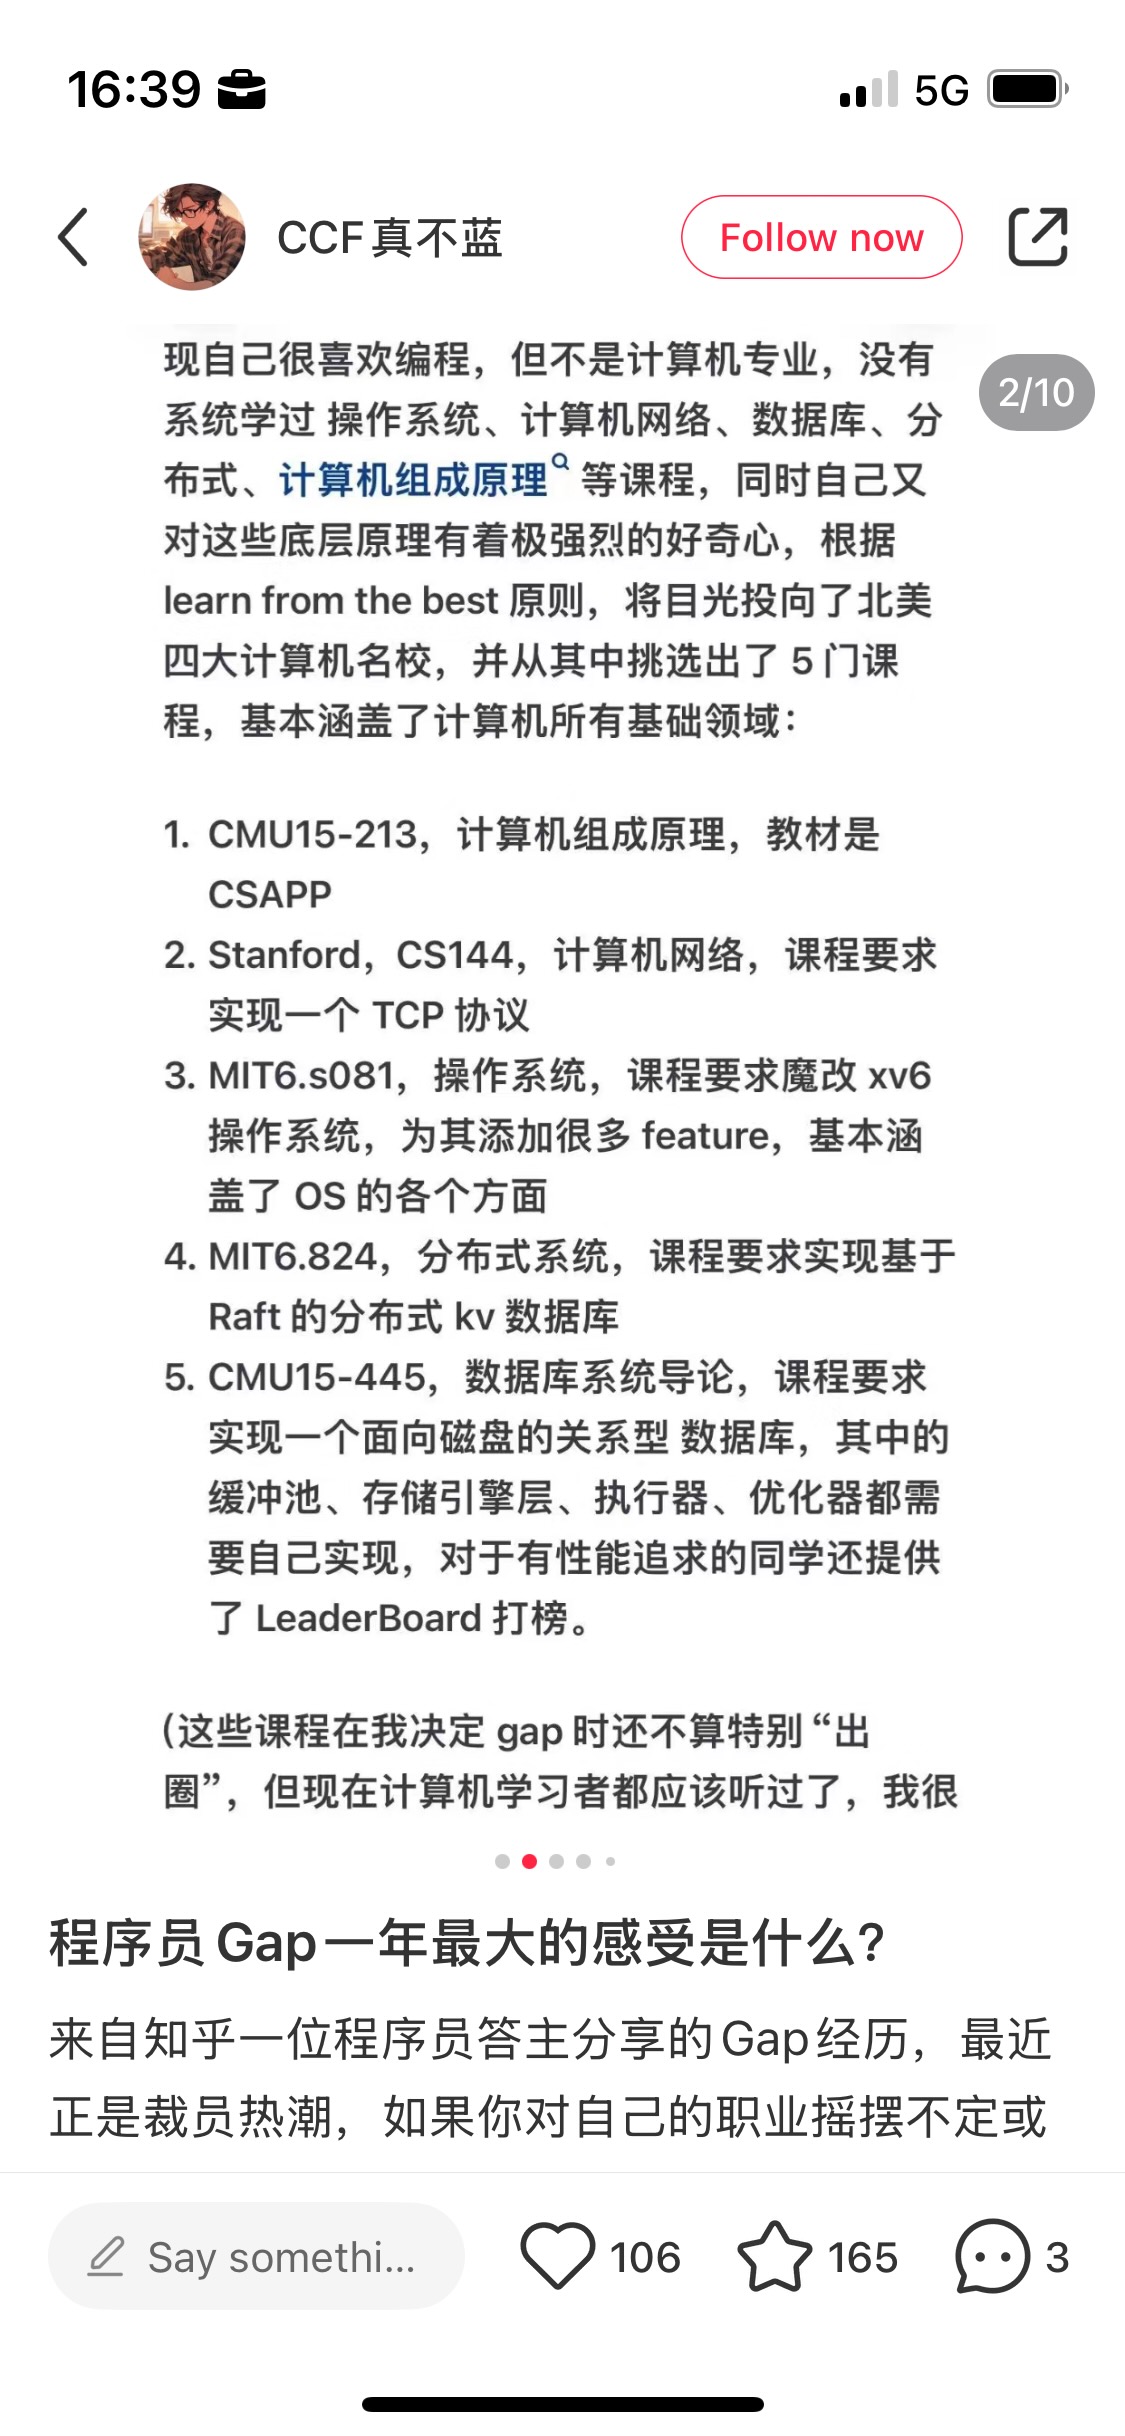 16:39
5G
CCF真不蓝
Follow now
2/10
现自己很喜欢编程，但不是计算机专业，没有
系统学过 操作系统、计算机网络、数据库、分
布式、计算机组成原理 等课程，同时自己又
对这些底层原理有着极强烈的好奇心，根据
learn from the best 原则，将目光投向了北美
四大计算机名校，并从其中挑选出了 5 门课
程，基本涵盖了计算机所有基础领域：
1. CMU15-213，计算机组成原理，教材是
CSAPP
2. Stanford，CS144，计算机网络，课程要求
实现一个 TCP 协议
3. MIT6.s081，操作系统，课程要求魔改 xv6
操作系统，为其添加很多 feature，基本涵
盖了 OS 的各个方面
4. MIT6.824，分布式系统，课程要求实现基于
Raft 的分布式 kv 数据库
5. CMU15-445，数据库系统导论，课程要求
实现一个面向磁盘的关系型 数据库，其中的
缓冲池、存储引擎层、执行器、优化器都需
要自己实现，对于有性能追求的同学还提供
了 LeaderBoard 打榜。
（这些课程在我决定 gap 时还不算特别 “出
圈”，但现在计算机学习者都应该听过了，我很
程序员Gap一年最大的感受是什么?
来自知乎一位程序员答主分享的Gap经历，最近
正是裁员热潮，如果你对自己的职业摇摆不定或
Say somethi...
106
165
3